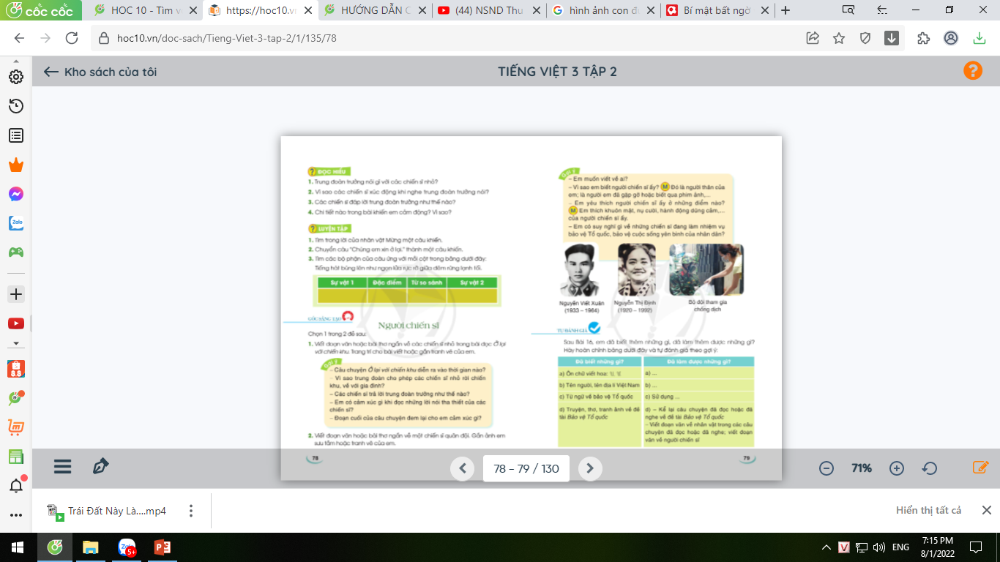 cốc cốc
HOC 10 - Tìm v
https://hoc10.v
HƯỚNG DẪN C
(44) NSND Thu
hình ảnh con đ
Bí mật bất ngờ
hoc10.vn/doc-sach/Tieng-Viet-3-tap-2/1/135/78
Kho sách của tôi
TIẾNG VIỆT 3 TẬP 2
?
? ĐỌC HIỂU
1. Trung đoàn trưởng nói gì với các chiến sĩ nhỏ?
2. Vì sao các chiến sĩ xúc động khi nghe trung đoàn trưởng nói?
3. Các chiến sĩ đáp lời trung đoàn trưởng như thế nào?
4. Chi tiết nào trong bài khiến em cảm động? Vì sao?
? LUYỆN TẬP
1. Tìm trong lời của nhân vật Mừng một câu khiến.
2. Chuyển câu "Chúng em xin ở lại." thành một câu khiến.
3. Tìm các bộ phận của câu ứng với mỗi cột trong bảng dưới đây:
Tiếng hát bùng lên như ngọn lửa rực rỡ giữa đêm rừng lạnh tối.
Sự vật 1 Đặc điểm Từ so sánh Sự vật 2
GÓC SÁNG TẠO
Người chiến sĩ
Chọn 1 trong 2 đề sau:
1. Viết đoạn văn hoặc bài thơ ngắn về các chiến sĩ nhỏ trong bài đọc Ở lại
với chiến khu. Trang trí cho bài viết hoặc gắn tranh vẽ của em.
Gợi ý
– Câu chuyện Ở lại với chiến khu diễn ra vào thời gian nào?
– Vì sao trung đoàn cho phép các chiến sĩ nhỏ rời chiến
khu, về với gia đình?
– Các chiến sĩ trả lời trung đoàn trưởng như thế nào?
– Em có cảm xúc gì khi đọc những lời nói tha thiết của các
chiến sĩ?
– Đoạn cuối của câu chuyện đem lại cho em cảm xúc gì?
2. Viết đoạn văn hoặc bài thơ ngắn về một chiến sĩ quân đội. Gắn ảnh em
sưu tầm hoặc tranh vẽ của em.
78
Gợi ý
– Em muốn viết về ai?
– Vì sao em biết người chiến sĩ ấy? M Đó là người thân của
em; là người em đã gặp gỡ hoặc biết qua phim ảnh,...
– Em yêu thích người chiến sĩ ấy ở những điểm nào?
M Em thích khuôn mặt, nụ cười, hành động dũng cảm,...
của người chiến sĩ ấy.
– Em có suy nghĩ gì về những chiến sĩ đang làm nhiệm vụ
bảo vệ Tổ quốc, bảo vệ cuộc sống yên bình của nhân dân?
Nguyễn Viết Xuân
(1933 – 1964)
Nguyễn Thị Định
(1920 – 1992)
Bộ đội tham gia
chống dịch
TỰ ĐÁNH GIÁ
Sau Bài 16, em đã biết thêm những gì, đã làm thêm được những gì?
Hãy hoàn chỉnh bảng dưới đây và tự đánh giá theo gợi ý:
Đã biết những gì? Đã làm được những gì?
a) Ôn chữ viết hoa: a) ...
b) Tên người, tên địa lí Việt Nam b) ...
c) Từ ngữ về bảo vệ Tổ quốc c) Sử dụng ...
d) Truyện, thơ, tranh ảnh về đề
tài Bảo vệ Tổ quốc
d) – Kể lại câu chuyện đã đọc hoặc đã
nghe về đề tài Bảo vệ Tổ quốc
– Viết đoạn văn về nhân vật trong các câu
chuyện đã đọc hoặc đã nghe; viết đoạn
văn về người chiến sĩ
79
78 – 79 / 130
71%
Trái Đất Này Là....mp4
Hiển thị tất cả
Zalo
8.8
5+
ENG
7:15 PM
8/1/2022